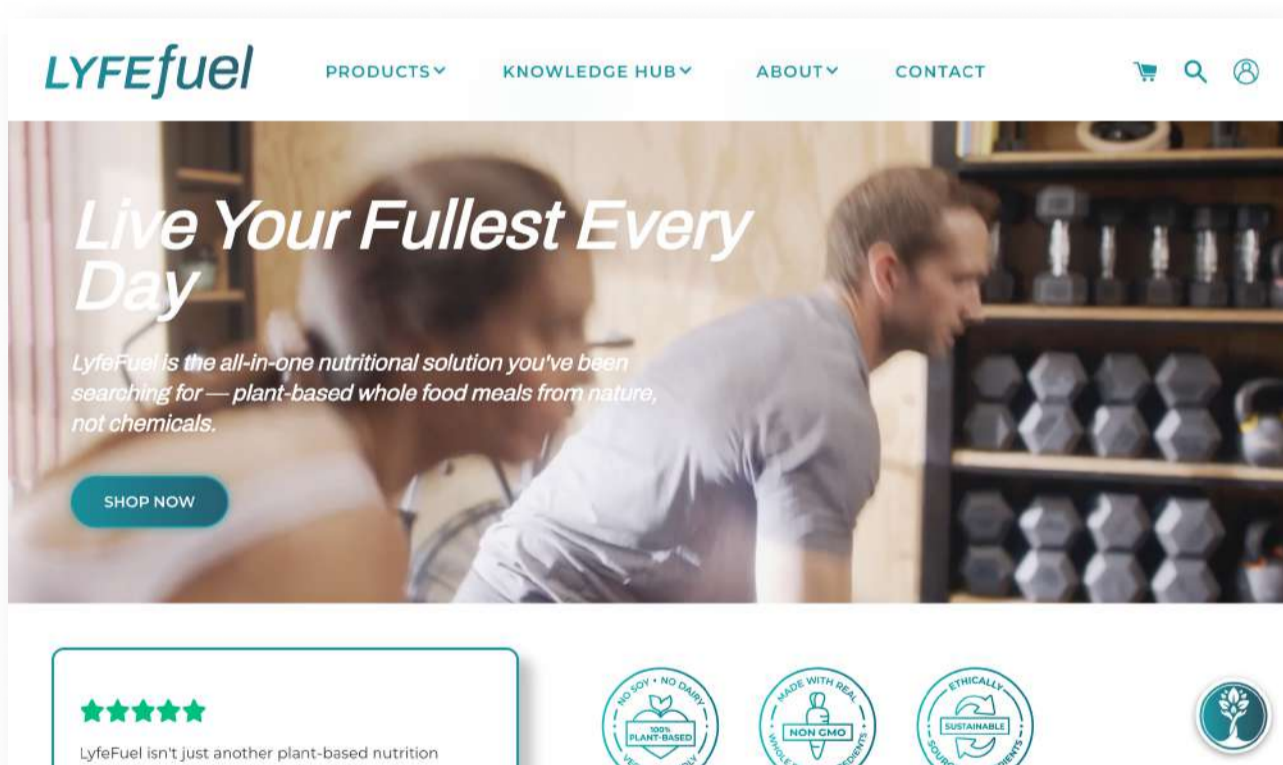 LYFEfuel
PRODUCTS
KNOWLEDGE HUB
ABOUT
CONTACT
Live Your Fullest Every
Day
LyfeFuel is the all-in-one nutritional solution you've been
searching for — plant-based whole food meals from nature,
not chemicals.
SHOP NOW
LyfeFuel isn't just another plant-based nutrition
NO SOY • NO DAIRY
100%
PLANT-BASED
MADE WITH REAL
NON GMO
ETHICALLY
SUSTAINABLE